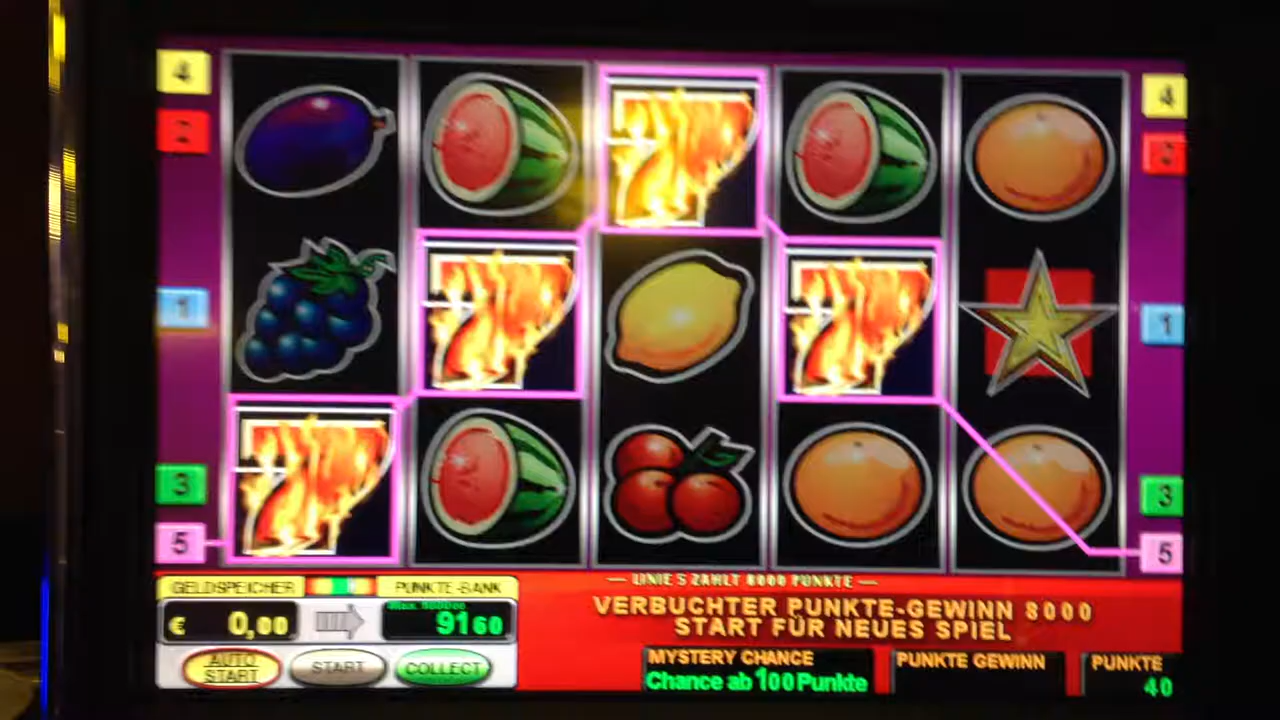 4
4
2
1
1
3
3
5
5
LINIE 5 ZAHLT 8000 PUNKTE
GELDSPEICHER
PUNKTE-BANK
VERBUCHTER PUNKTE-GEWINN 8000
START FÜR NEUES SPIEL
€ 0,00
9160
AUTO
START
START
COLLECT
MYSTERY CHANCE
Chance ab 100 Punkte
PUNKTE GEWINN
PUNKTE
40